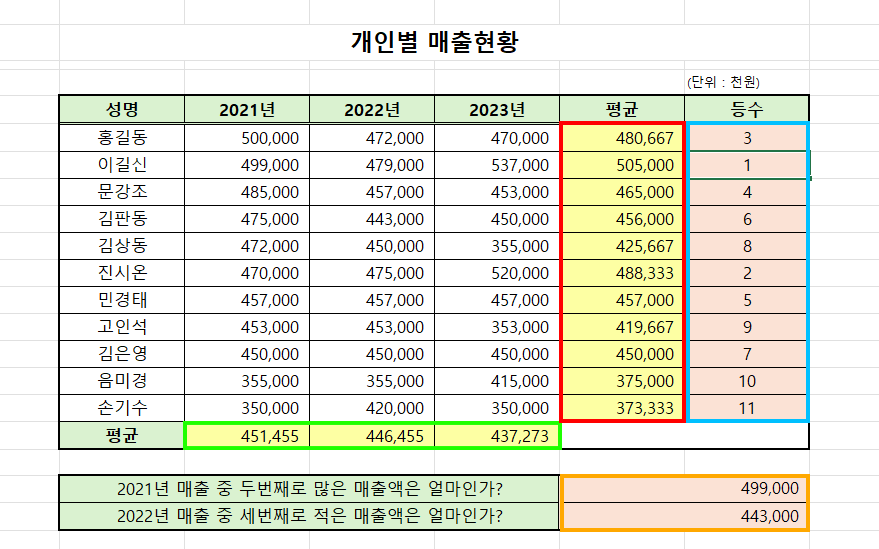 개인별 매출현황
(단위 : 천원)
성명 2021년 2022년 2023년 평균 등수
홍길동 500,000 472,000 470,000 480,667 3
이길신 499,000 479,000 537,000 505,000 1
문강조 485,000 457,000 453,000 465,000 4
김판동 475,000 443,000 450,000 456,000 6
김상동 472,000 450,000 355,000 425,667 8
진시온 470,000 475,000 520,000 488,333 2
민경태 457,000 457,000 457,000 457,000 5
고인석 453,000 453,000 353,000 419,667 9
김은영 450,000 450,000 450,000 450,000 7
음미경 355,000 355,000 415,000 375,000 10
손기수 350,000 420,000 350,000 373,333 11
평균 451,455 446,455 437,273
2021년 매출 중 두번째로 많은 매출액은 얼마인가? 499,000
2022년 매출 중 세번째로 적은 매출액은 얼마인가? 443,000